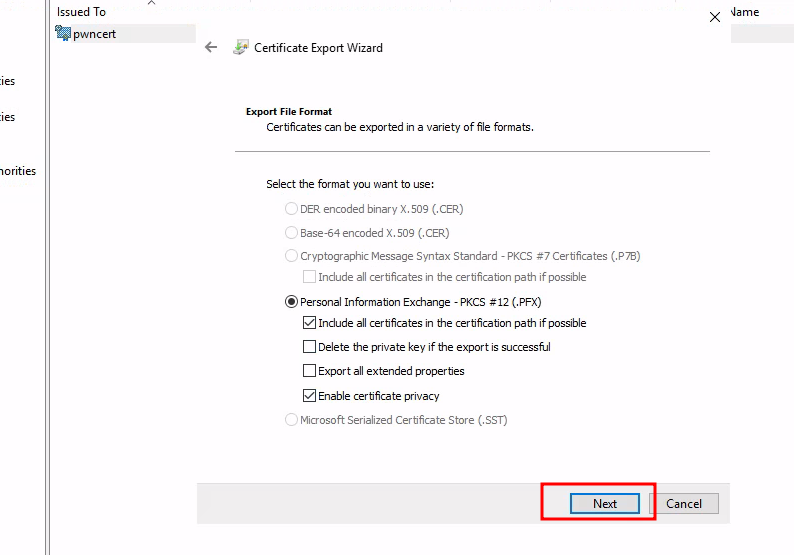 Issued To
Name
pwncert
Certificate Export Wizard
Export File Format
Certificates can be exported in a variety of file formats.
Select the format you want to use:
DER encoded binary X.509 (.CER)
Base-64 encoded X.509 (.CER)
Cryptographic Message Syntax Standard - PKCS #7 Certificates (.P7B)
Include all certificates in the certification path if possible
Personal Information Exchange - PKCS #12 (.PFX)
Include all certificates in the certification path if possible
Delete the private key if the export is successful
Export all extended properties
Enable certificate privacy
Microsoft Serialized Certificate Store (.SST)
Next
Cancel